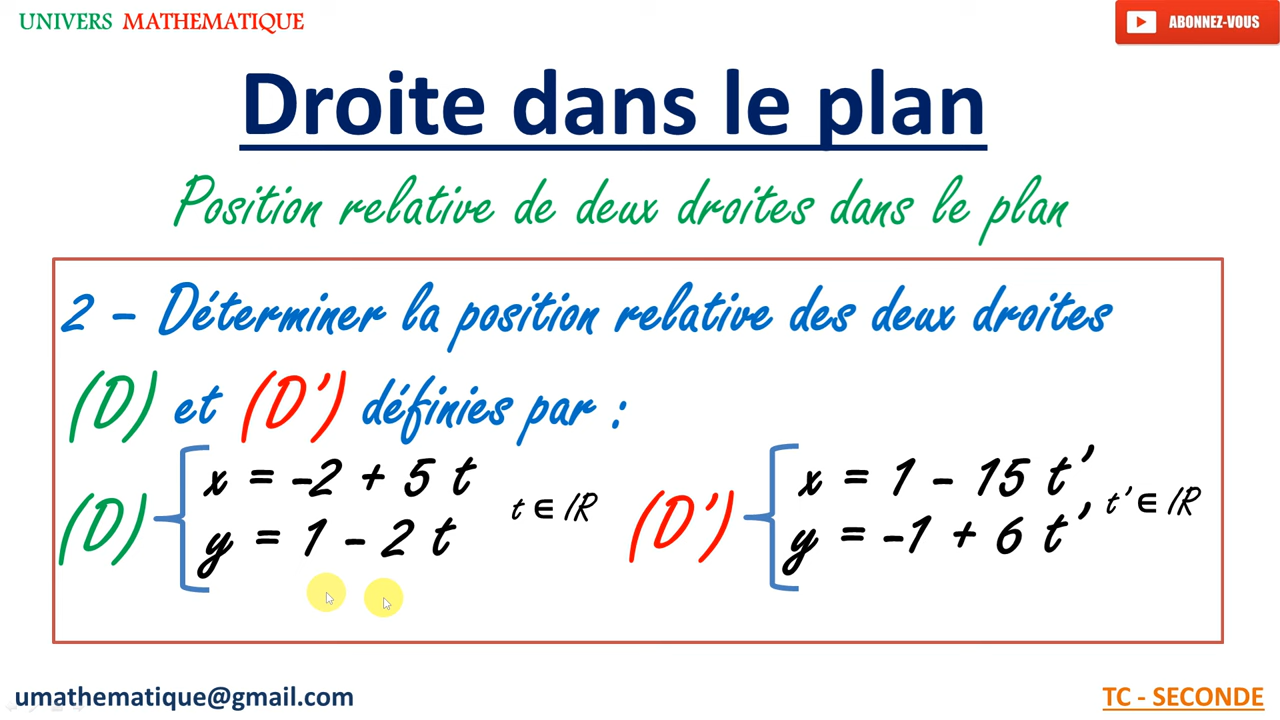 UNIVERS MATHEMATIQUE
ABONNEZ-VOUS
Droite dans le plan
Position relative de deux droites dans le plan
2 – Déterminer la position relative des deux droites
(D) et (D') définies par :
(D) { x = -2 + 5 t
y = 1 - 2 t
t ∈ IR
(D') { x = 1 - 15 t'
y = -1 + 6 t'
, t' ∈ IR
umathematique@gmail.com
TC - SECONDE